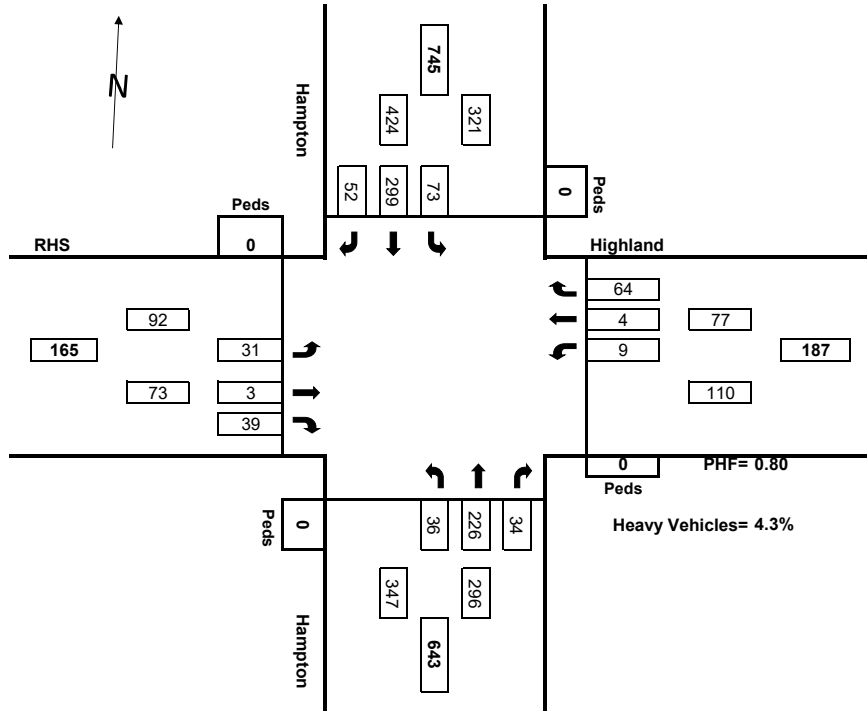 N
Hampton
745
424
321
52
299
73
0
Peds
Peds
0
RHS
Highland
92
165
31
73
3
39
64
4
77
9
187
110
0
PHF= 0.80
Peds
Heavy Vehicles= 4.3%
Peds
0
36
226
34
347
296
643
Hampton